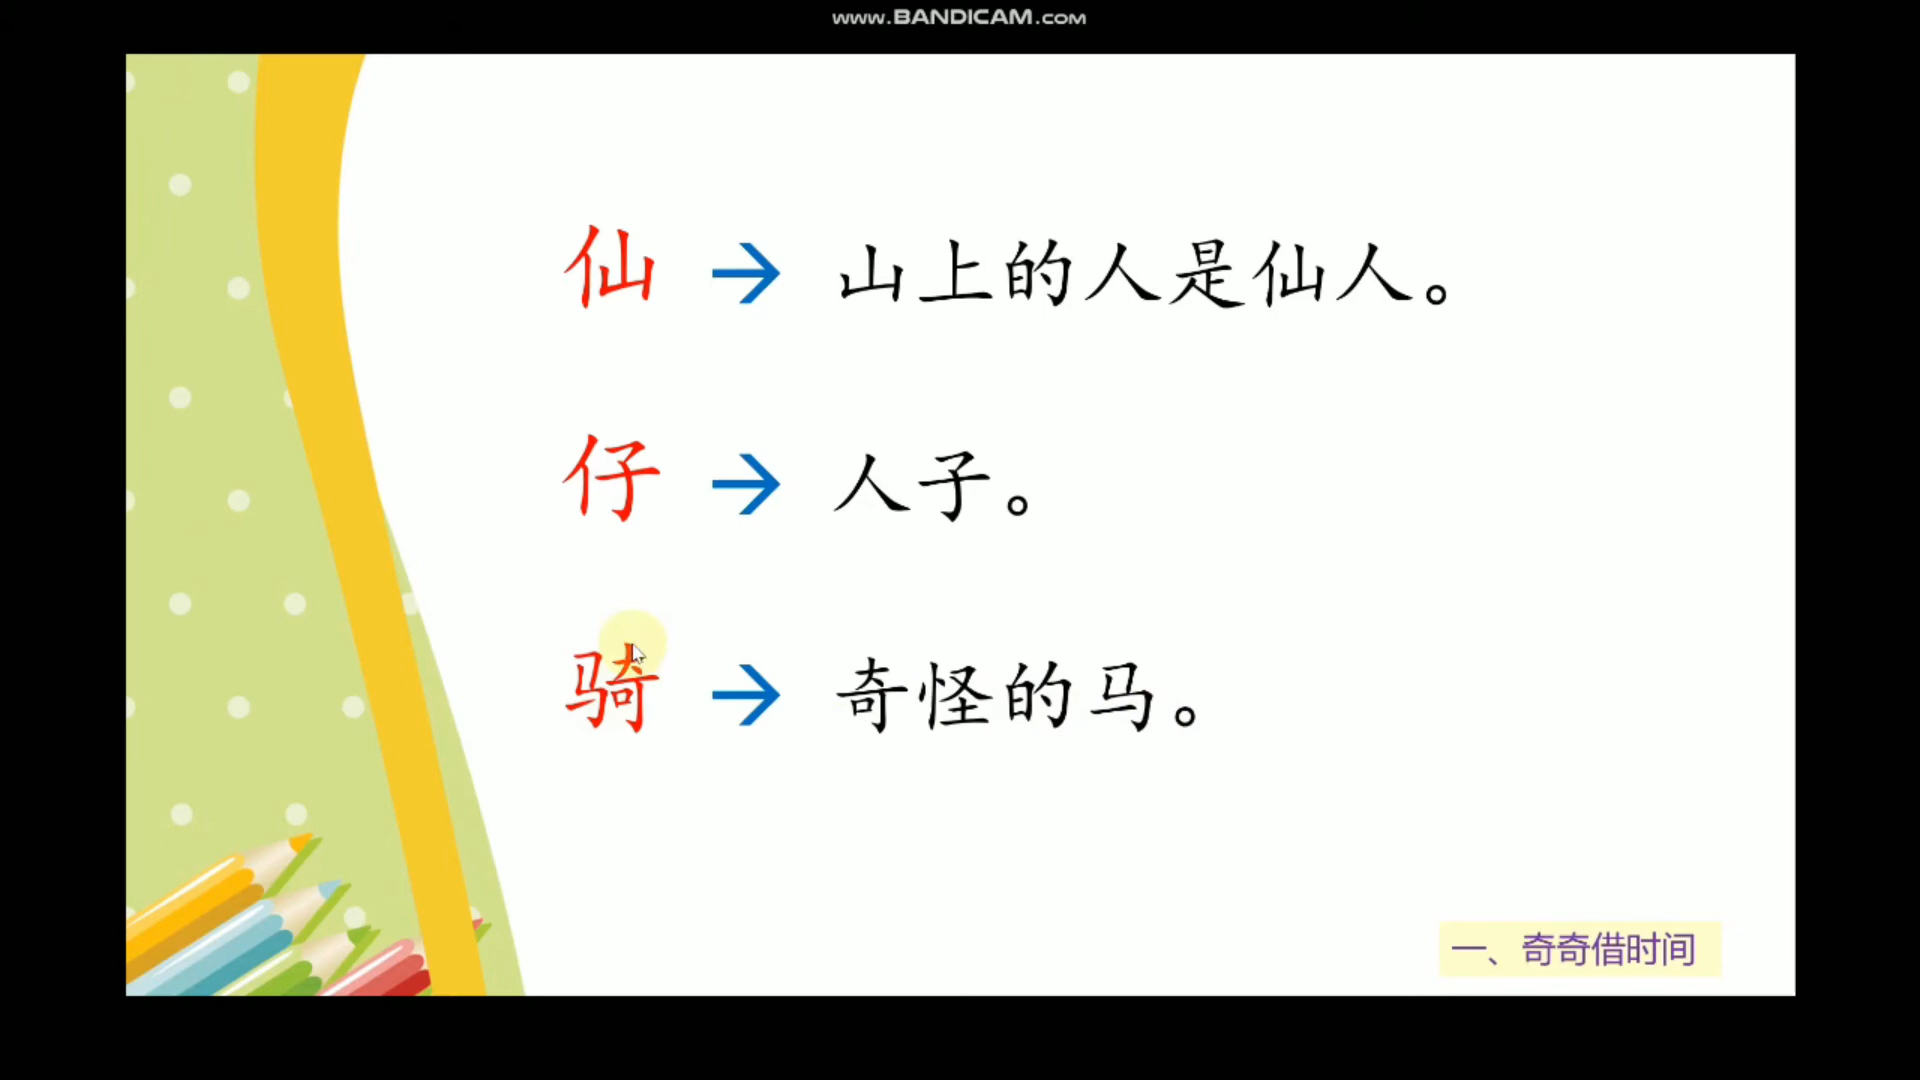 www.BANDICAM.com
仙 → 山上的人是仙人。
仔 → 人子。
骑 → 奇怪的马。
一、奇奇借时间